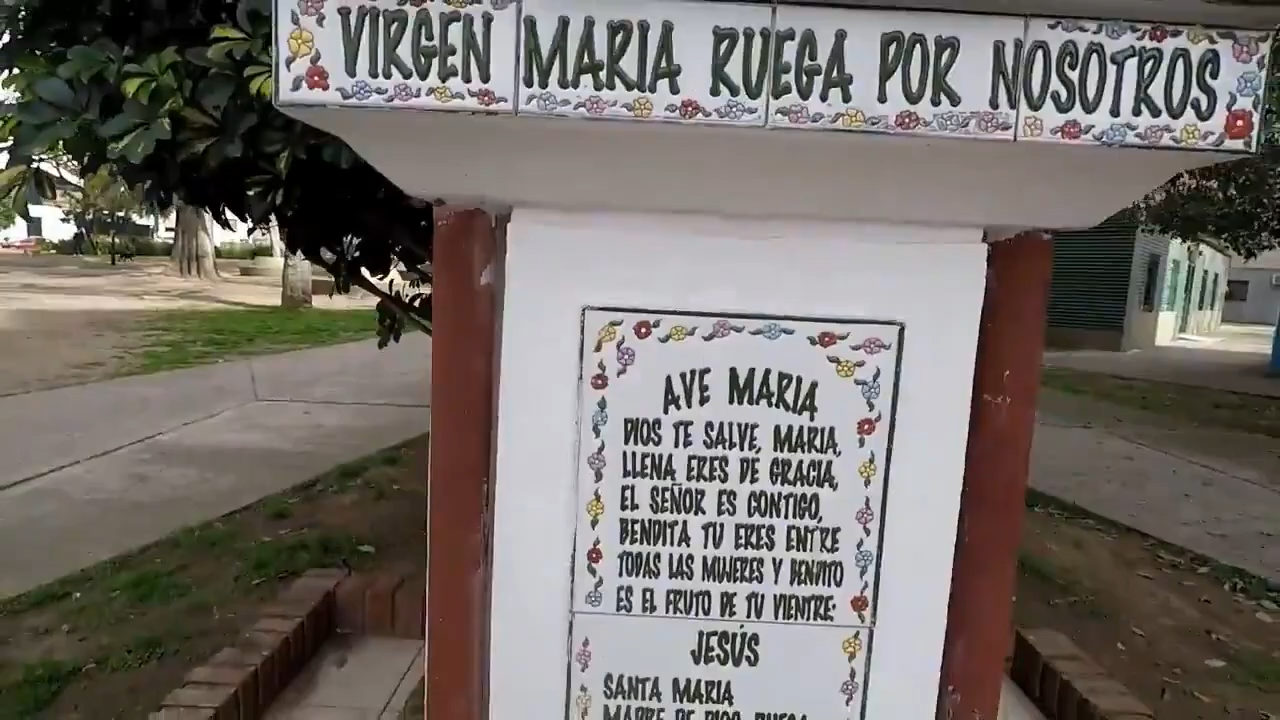 VIRGEN MARIA RUEGA POR NOSOTROS
AVE MARIA
DIOS TE SALVE, MARIA,
LLENA ERES DE GRACIA,
EL SEÑOR ES CONTIGO,
BENDITA TU ERES ENTRE
TODAS LAS MUJERES Y BENDITO
ES EL FRUTO DE TU VIENTRE:
JESÚS
SANTA MARIA
MADRE DE DIOS, RUEGA